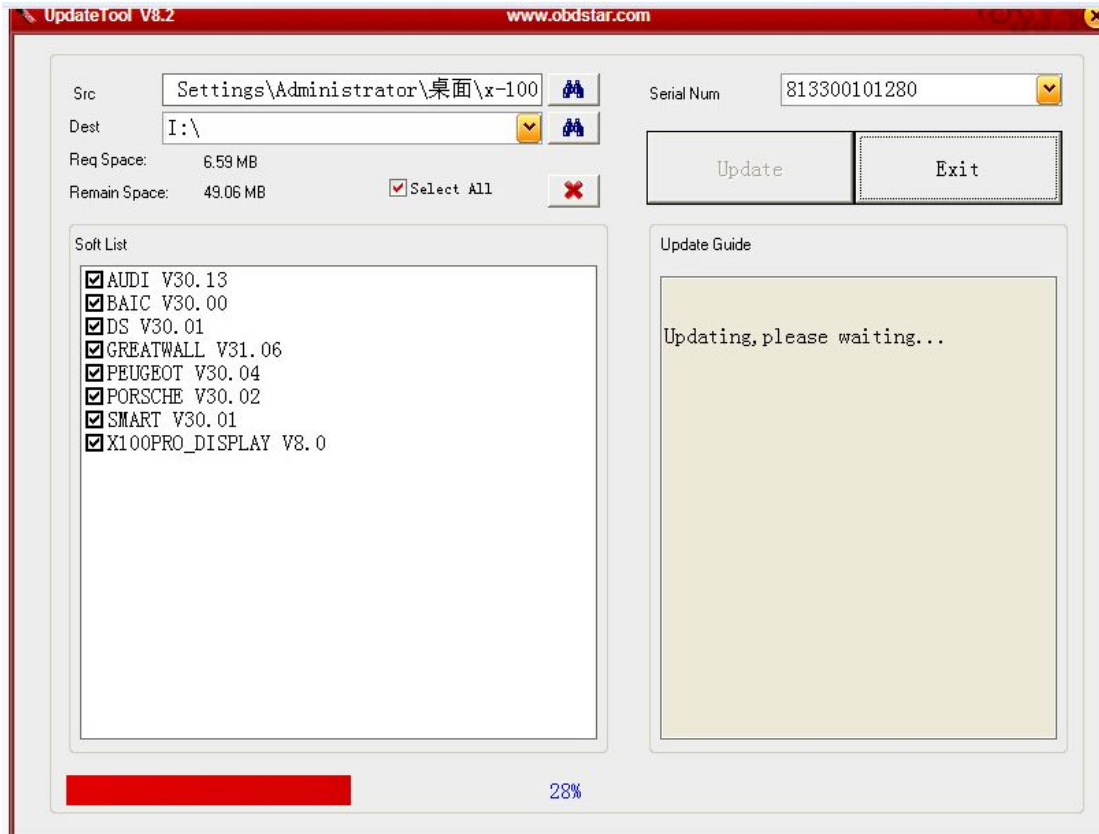 UpdateTool V8.2 www.obdstar.com
Src Settings\Administrator\桌面\x-100
Serial Num 813300101280
Dest I:\
Req Space: 6.59 MB
Remain Space: 49.06 MB
Select All
Update Exit
Soft List
AUDI V30.13
BAIC V30.00
DS V30.01
GREATWALL V31.06
PEUGEOT V30.04
PORSCHE V30.02
SMART V30.01
X100PRO_DISPLAY V8.0
Update Guide
Updating,please waiting...
28%